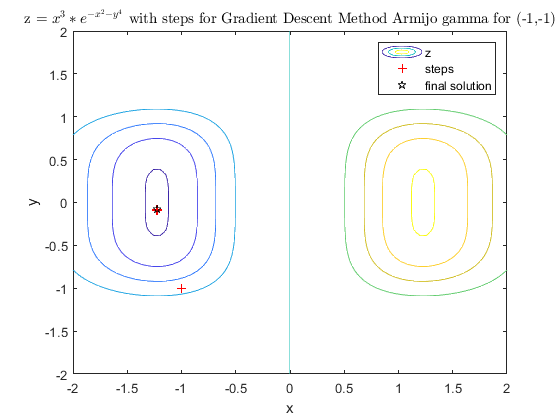 z = x^3 * e^{-x^2-y^4} with steps for Gradient Descent Method Armijo gamma for (-1,-1)
z
steps
final solution
2
1.5
1
0.5
0
-0.5
-1
-1.5
-2
y
-2 -1.5 -1 -0.5 0 0.5 1 1.5 2
x